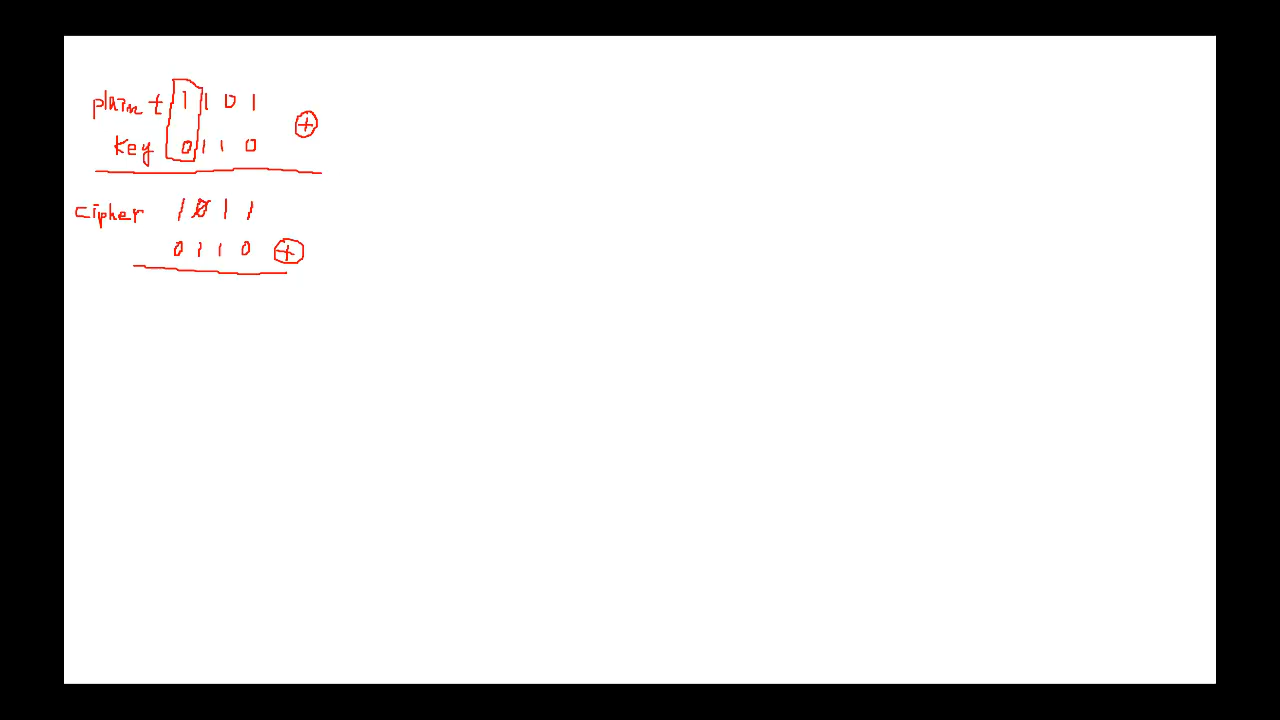 plain t 1 1 0 1 ⊕
key 0 1 1 0
cipher 1 0 1 1
0 1 1 0 ⊕